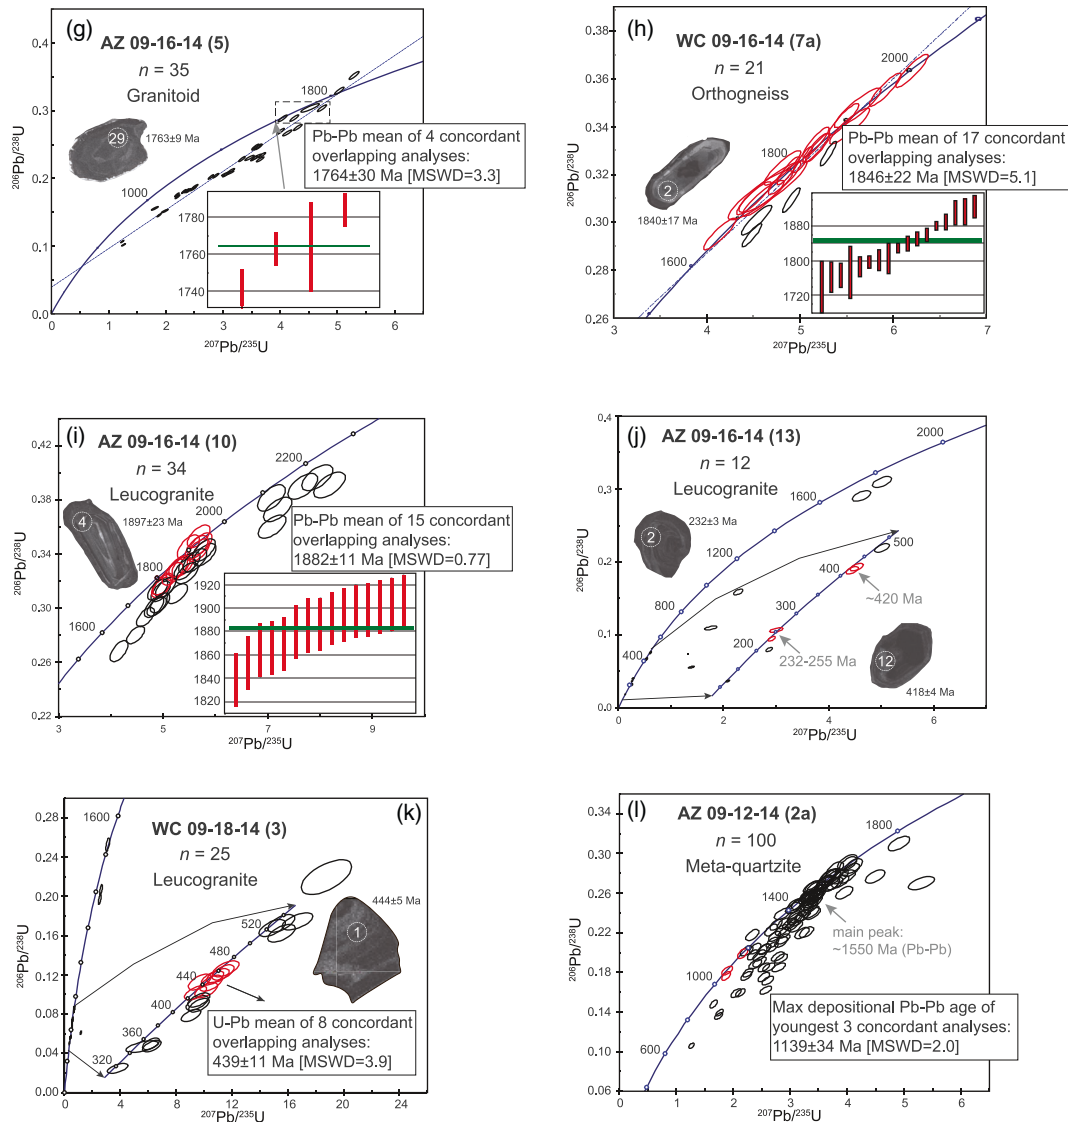 (g)
AZ 09-16-14 (5)
n = 35
Granitoid
29
1763±9 Ma
1800
1000
Pb-Pb mean of 4 concordant
overlapping analyses:
1764±30 Ma [MSWD=3.3]
1780
1760
1740
0.4
0.3
0.2
0.1
0.0
0
1
2
3
4
5
6
206Pb/238U
207Pb/235U
(h)
WC 09-16-14 (7a)
n = 21
Orthogneiss
2
1840±17 Ma
2000
1800
1600
Pb-Pb mean of 17 concordant
overlapping analyses:
1846±22 Ma [MSWD=5.1]
1880
1800
1720
0.38
0.36
0.34
0.32
0.30
0.28
0.26
3
4
5
6
7
206Pb/238U
207Pb/235U
(i)
AZ 09-16-14 (10)
n = 34
Leucogranite
4
1897±23 Ma
2200
2000
1800
1600
Pb-Pb mean of 15 concordant
overlapping analyses:
1882±11 Ma [MSWD=0.77]
1920
1900
1880
1860
1840
1820
0.42
0.38
0.34
0.30
0.26
0.22
3
5
7
9
206Pb/238U
207Pb/235U
(j)
AZ 09-16-14 (13)
n = 12
Leucogranite
2
232±3 Ma
2000
1600
1200
800
400
500
400
300
200
~420 Ma
232-255 Ma
12
418±4 Ma
0.4
0.3
0.2
0.1
0.0
0
2
4
6
206Pb/238U
207Pb/235U
(k)
WC 09-18-14 (3)
n = 25
Leucogranite
1
444±5 Ma
1600
520
480
440
400
360
320
U-Pb mean of 8 concordant
overlapping analyses:
439±11 Ma [MSWD=3.9]
0.28
0.24
0.20
0.16
0.12
0.08
0.04
0.00
0
4
8
12
16
20
24
206Pb/238U
207Pb/235U
(l)
AZ 09-12-14 (2a)
n = 100
Meta-quartzite
1800
1400
1000
600
main peak:
~1550 Ma (Pb-Pb)
Max depositional Pb-Pb age of
youngest 3 concordant analyses:
1139±34 Ma [MSWD=2.0]
0.34
0.30
0.26
0.22
0.18
0.14
0.10
0.06
0
1
2
3
4
5
6
206Pb/238U
207Pb/235U